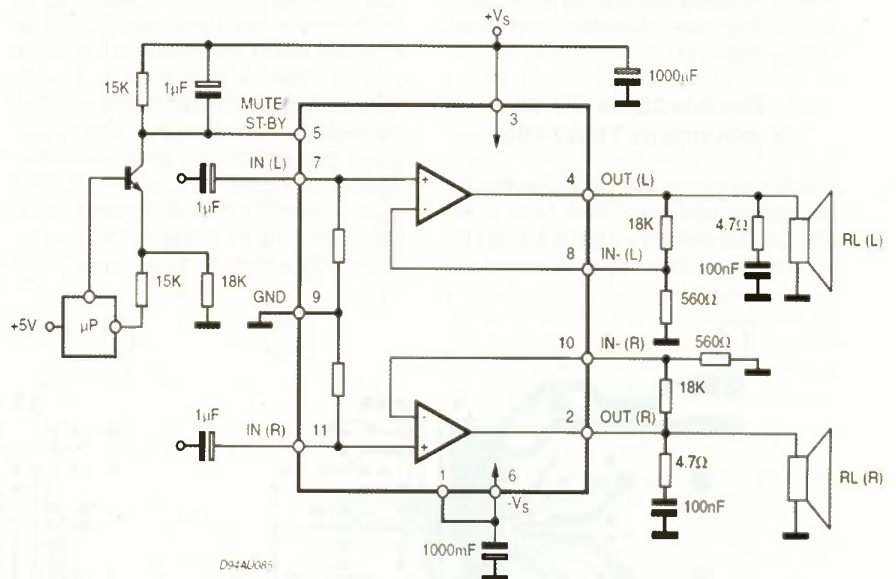 +VS
15K
1µF
1000µF
MUTE/
ST-BY
5
3
IN (L)
7
1µF
4
OUT (L)
+
-
18K
4.7Ω
100nF
RL (L)
8
IN- (L)
15K
18K
GND
9
560Ω
+5V
µP
10
IN- (R)
560Ω
18K
1µF
IN (R)
11
-
+
2
OUT (R)
4.7Ω
100nF
RL (R)
1
6
-VS
1000mF
D94AU085